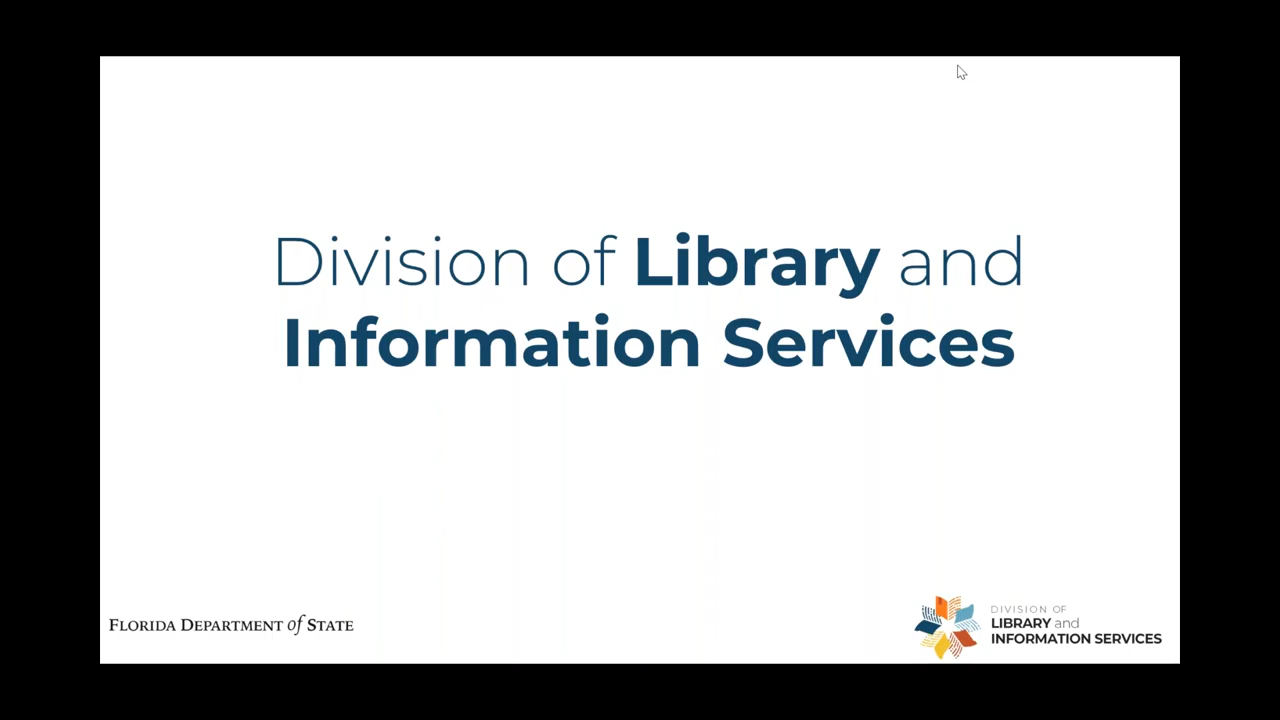 Division of Library and
Information Services
FLORIDA DEPARTMENT of STATE
DIVISION OF
LIBRARY and
INFORMATION SERVICES